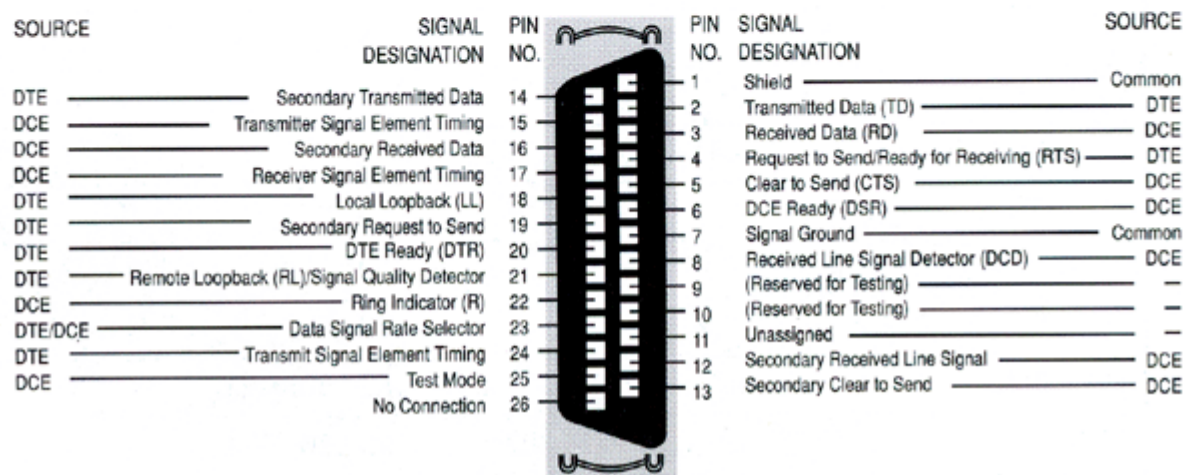 SOURCE SIGNAL DESIGNATION PIN NO.
DTE Secondary Transmitted Data 14
DCE Transmitter Signal Element Timing 15
DCE Secondary Received Data 16
DCE Receiver Signal Element Timing 17
DTE Local Loopback (LL) 18
DTE Secondary Request to Send 19
DTE DTE Ready (DTR) 20
DTE Remote Loopback (RL)/Signal Quality Detector 21
DCE Ring Indicator (R) 22
DTE/DCE Data Signal Rate Selector 23
DTE Transmit Signal Element Timing 24
DCE Test Mode 25
No Connection 26
PIN NO. SIGNAL DESIGNATION SOURCE
1 Shield Common
2 Transmitted Data (TD) DTE
3 Received Data (RD) DCE
4 Request to Send/Ready for Receiving (RTS) DTE
5 Clear to Send (CTS) DCE
6 DCE Ready (DSR) DCE
7 Signal Ground Common
8 Received Line Signal Detector (DCD) DCE
9 (Reserved for Testing) –
10 (Reserved for Testing) –
11 Unassigned –
12 Secondary Received Line Signal DCE
13 Secondary Clear to Send DCE